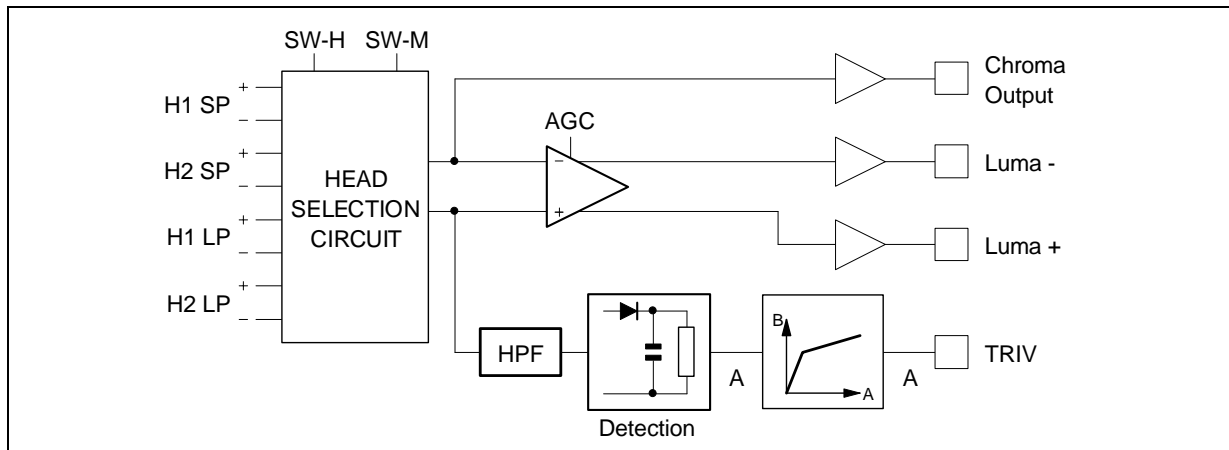 SW-H SW-M
+
H1 SP
−
+
H2 SP
−
+
H1 LP
−
+
H2 LP
−
HEAD
SELECTION
CIRCUIT
AGC
−
+
Chroma
Output
Luma -
Luma +
HPF
Detection
A
B
A
A
TRIV